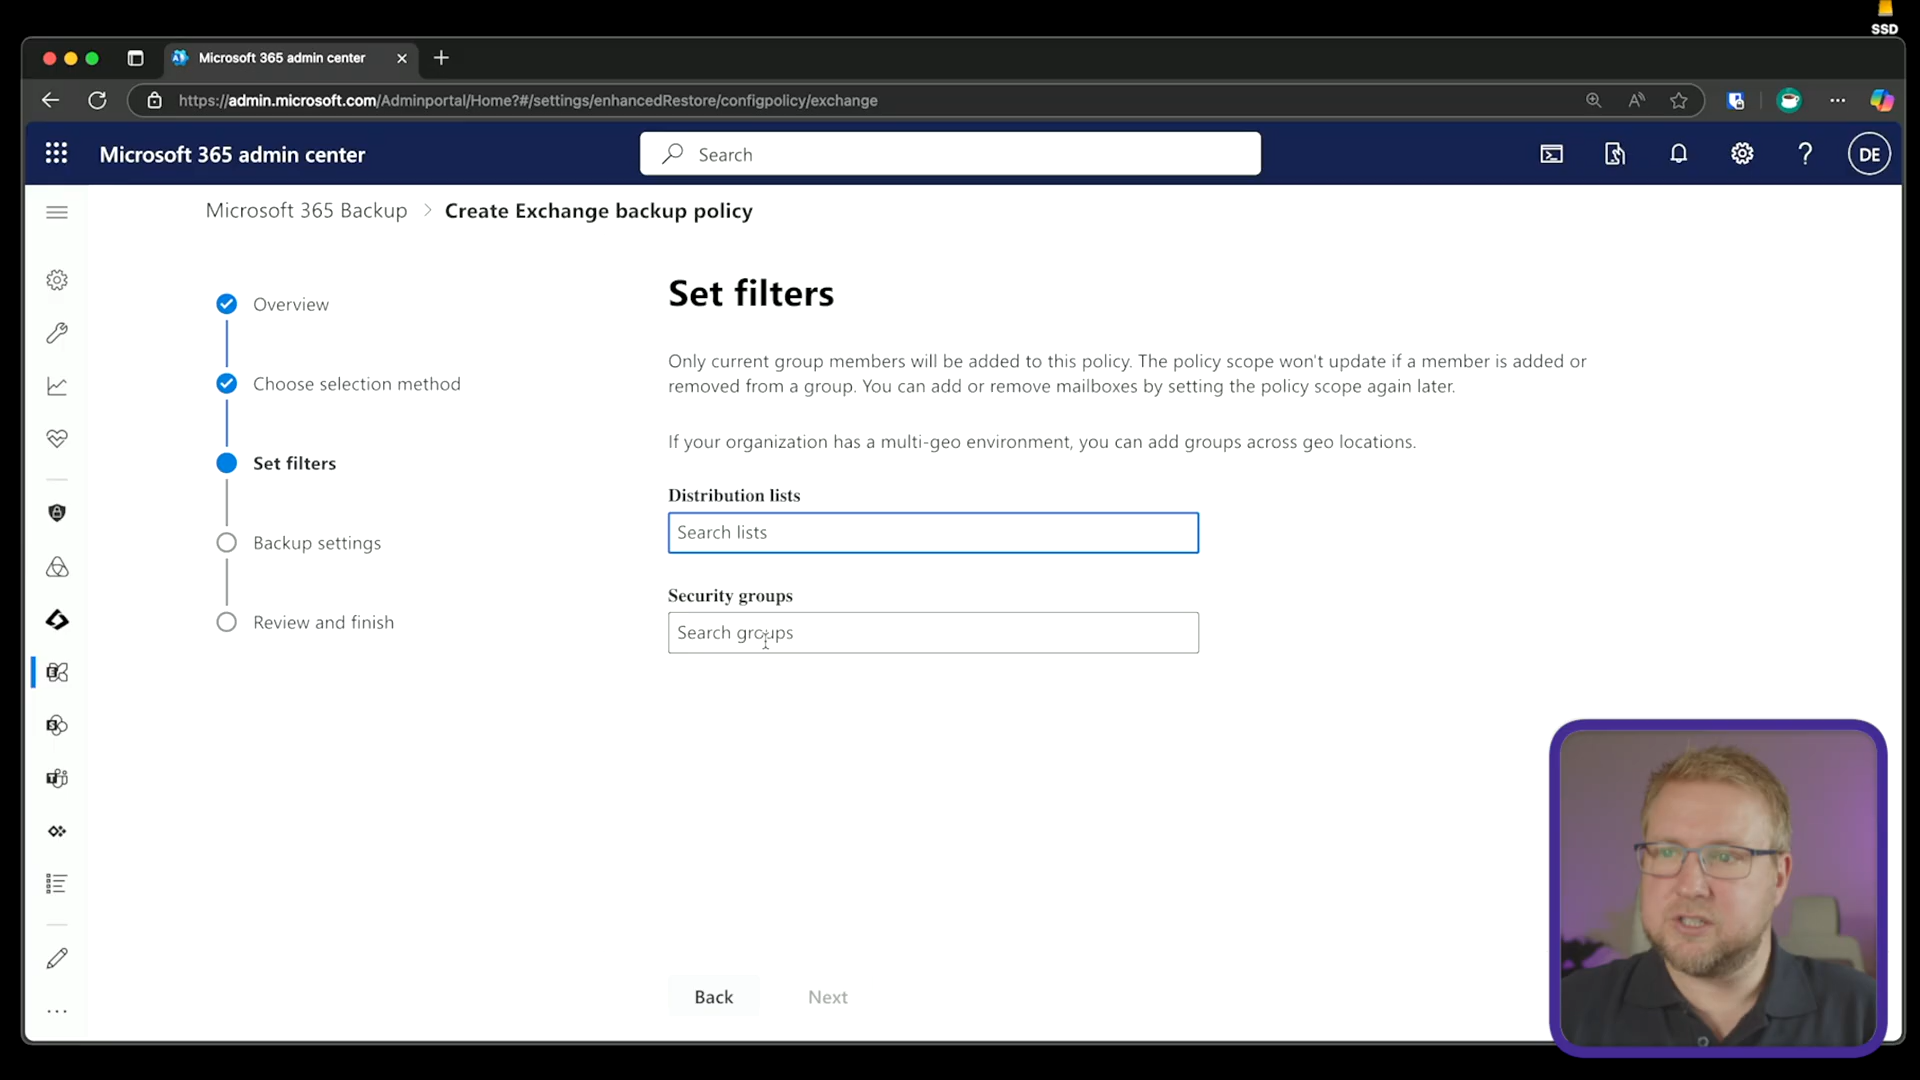 SSD
Microsoft 365 admin center
https://admin.microsoft.com/Adminportal/Home?#/settings/enhancedRestore/configpolicy/exchange
Microsoft 365 admin center
Search
DE
Microsoft 365 Backup > Create Exchange backup policy
Overview
Choose selection method
Set filters
Backup settings
Review and finish
Set filters
Only current group members will be added to this policy. The policy scope won't update if a member is added or
removed from a group. You can add or remove mailboxes by setting the policy scope again later.
If your organization has a multi-geo environment, you can add groups across geo locations.
Distribution lists
Search lists
Security groups
Search groups
Back
Next